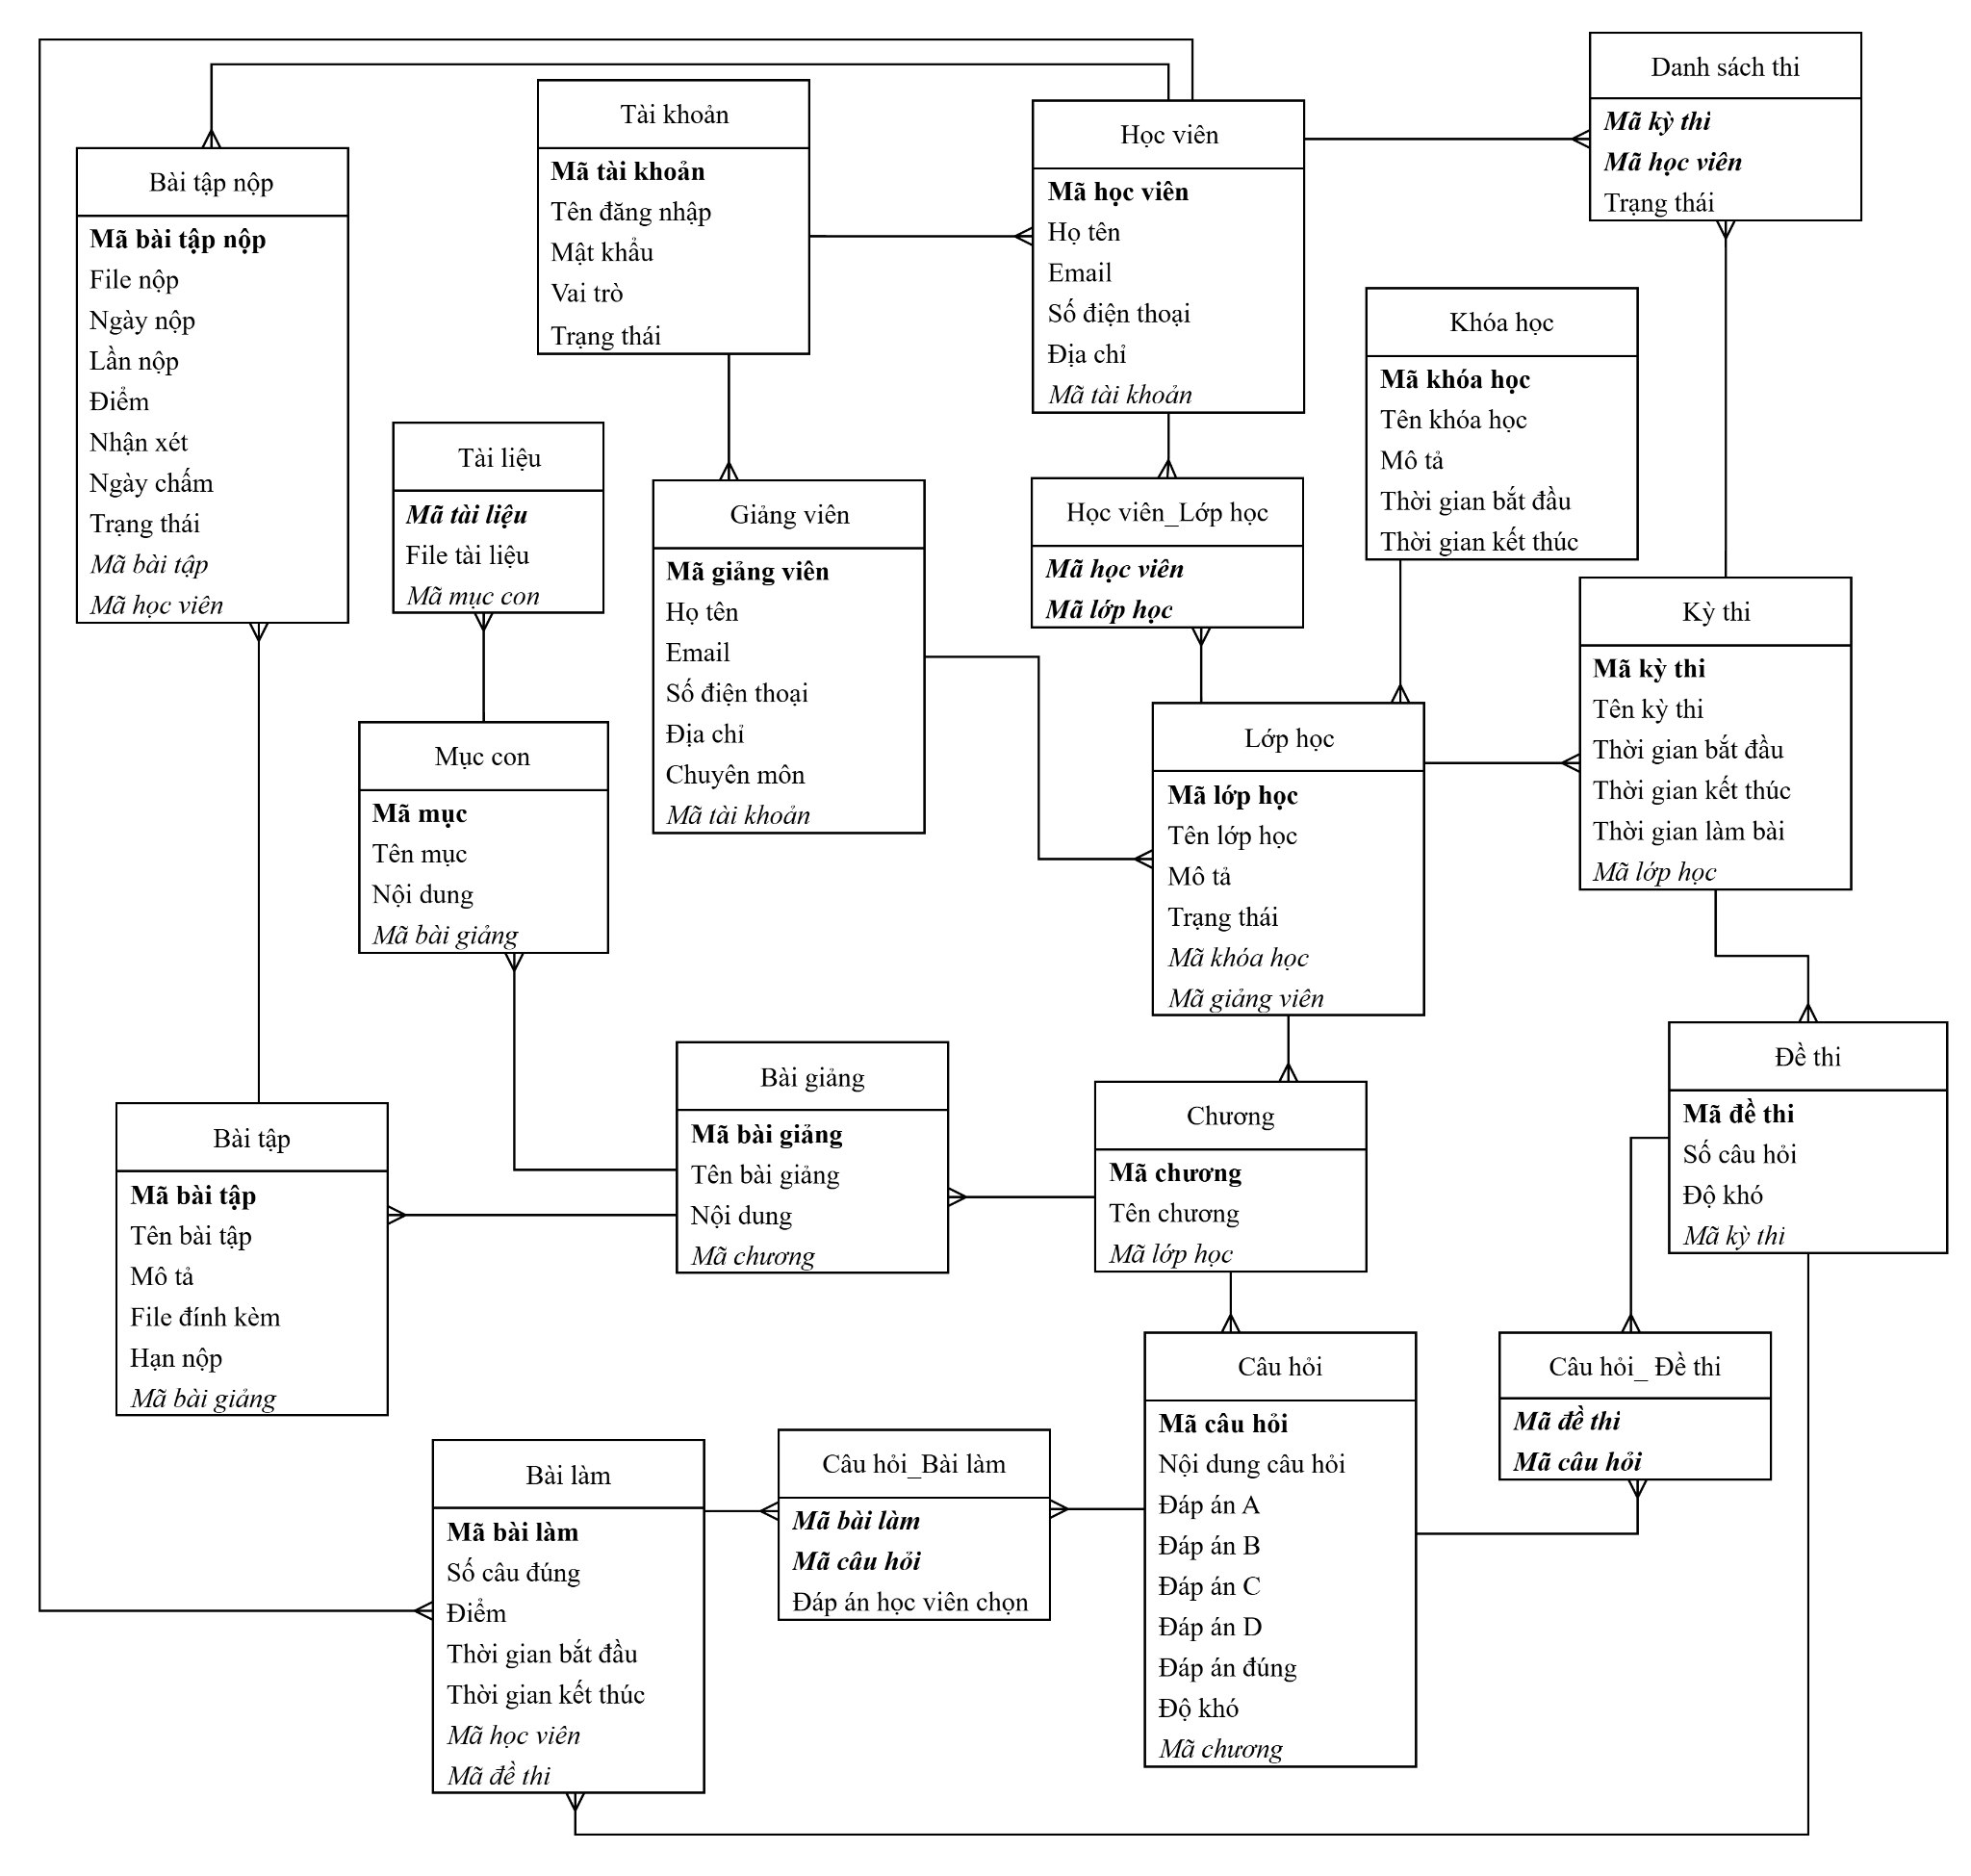 Danh sách thi
Mã kỳ thi
Mã học viên
Trạng thái
Tài khoản
Mã tài khoản
Tên đăng nhập
Mật khẩu
Vai trò
Trạng thái
Học viên
Mã học viên
Họ tên
Email
Số điện thoại
Địa chỉ
Mã tài khoản
Bài tập nộp
Mã bài tập nộp
File nộp
Ngày nộp
Lần nộp
Điểm
Nhận xét
Ngày chấm
Trạng thái
Mã bài tập
Mã học viên
Khóa học
Mã khóa học
Tên khóa học
Mô tả
Thời gian bắt đầu
Thời gian kết thúc
Tài liệu
Mã tài liệu
File tài liệu
Mã mục con
Giảng viên
Mã giảng viên
Họ tên
Email
Số điện thoại
Địa chỉ
Chuyên môn
Mã tài khoản
Học viên_Lớp học
Mã học viên
Mã lớp học
Kỳ thi
Mã kỳ thi
Tên kỳ thi
Thời gian bắt đầu
Thời gian kết thúc
Thời gian làm bài
Mã lớp học
Mục con
Mã mục
Tên mục
Nội dung
Mã bài giảng
Lớp học
Mã lớp học
Tên lớp học
Mô tả
Trạng thái
Mã khóa học
Mã giảng viên
Đề thi
Mã đề thi
Số câu hỏi
Độ khó
Mã kỳ thi
Bài giảng
Mã bài giảng
Tên bài giảng
Nội dung
Mã chương
Chương
Mã chương
Tên chương
Mã lớp học
Bài tập
Mã bài tập
Tên bài tập
Mô tả
File đính kèm
Hạn nộp
Mã bài giảng
Câu hỏi
Mã câu hỏi
Nội dung câu hỏi
Đáp án A
Đáp án B
Đáp án C
Đáp án D
Đáp án đúng
Độ khó
Mã chương
Câu hỏi_ Đề thi
Mã đề thi
Mã câu hỏi
Câu hỏi_Bài làm
Mã bài làm
Mã câu hỏi
Đáp án học viên chọn
Bài làm
Mã bài làm
Số câu đúng
Điểm
Thời gian bắt đầu
Thời gian kết thúc
Mã học viên
Mã đề thi